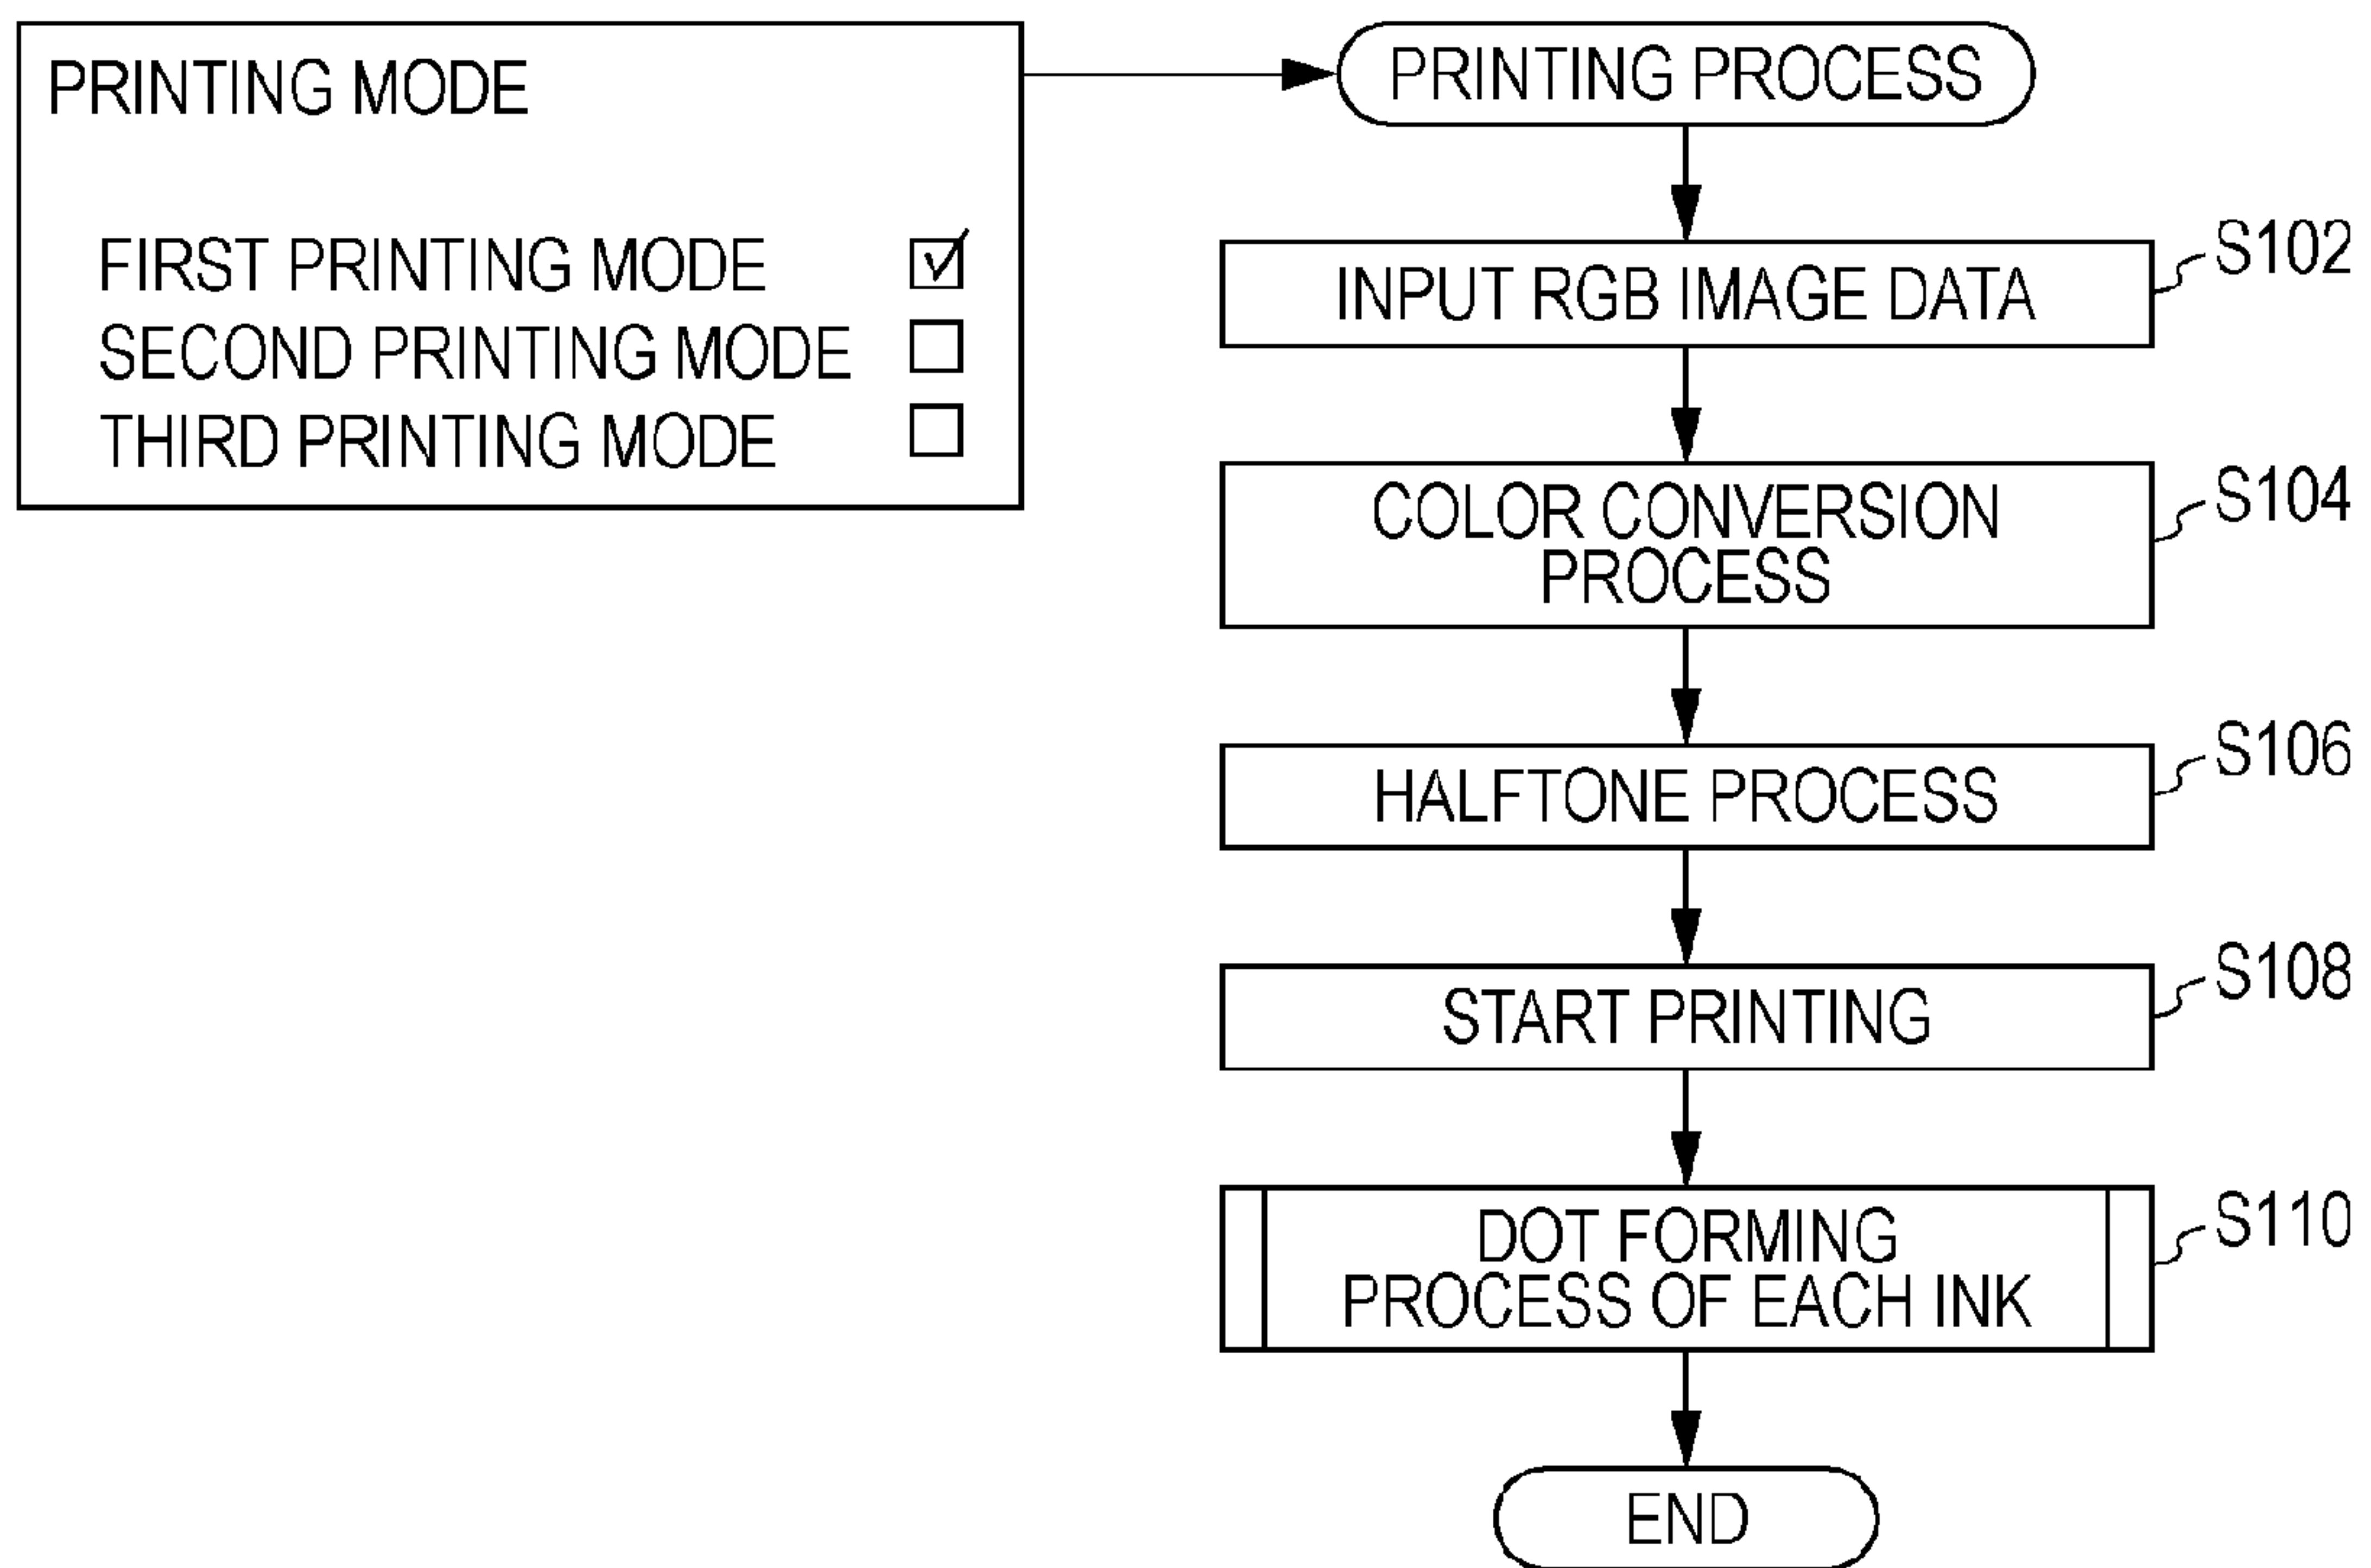 PRINTING MODE
FIRST PRINTING MODE
SECOND PRINTING MODE
THIRD PRINTING MODE
PRINTING PROCESS
INPUT RGB IMAGE DATA
S102
COLOR CONVERSION
PROCESS
S104
HALFTONE PROCESS
S106
START PRINTING
S108
DOT FORMING
PROCESS OF EACH INK
S110
END